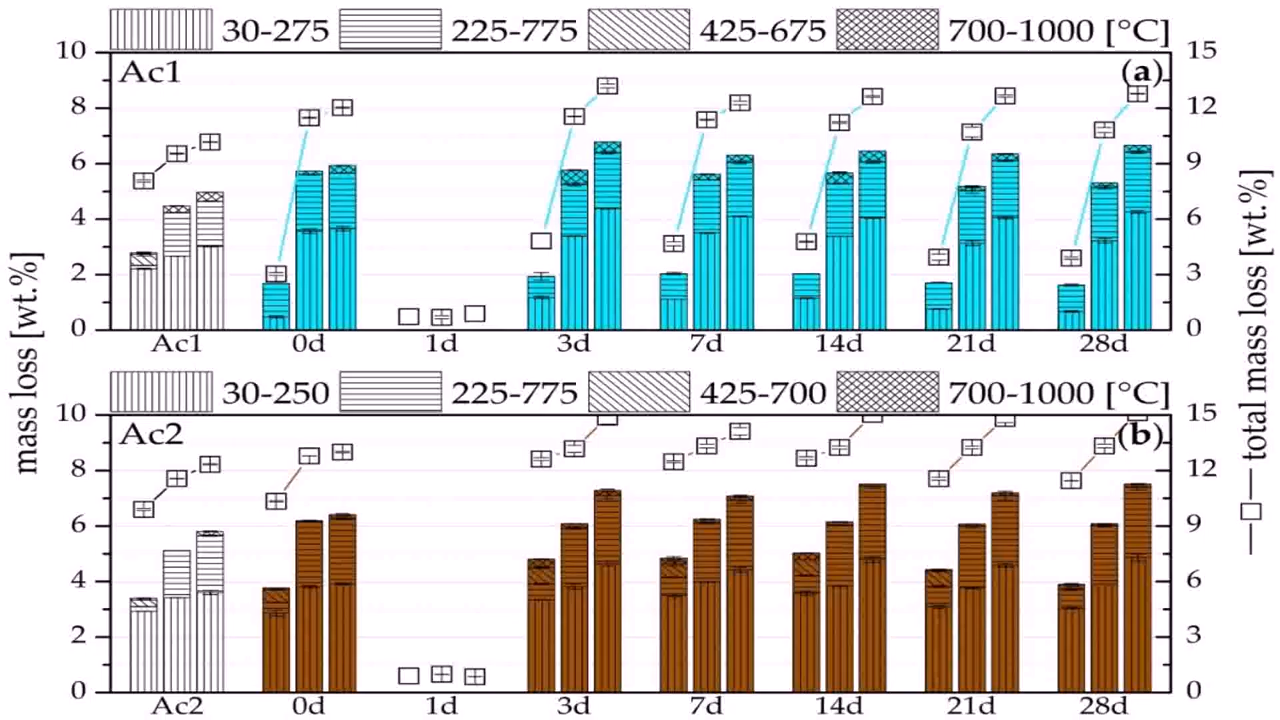 30-275 225-775 425-675 700-1000 [°C]
10 15
Ac1 (a)
8 12
6 9
4 6
2 3
0 0
Ac1 0d 1d 3d 7d 14d 21d 28d
30-250 225-775 425-700 700-1000 [°C]
10 15
Ac2 (b)
8 12
6 9
4 6
2 3
0 0
Ac2 0d 1d 3d 7d 14d 21d 28d
mass loss [wt.%]
total mass loss [wt.%]